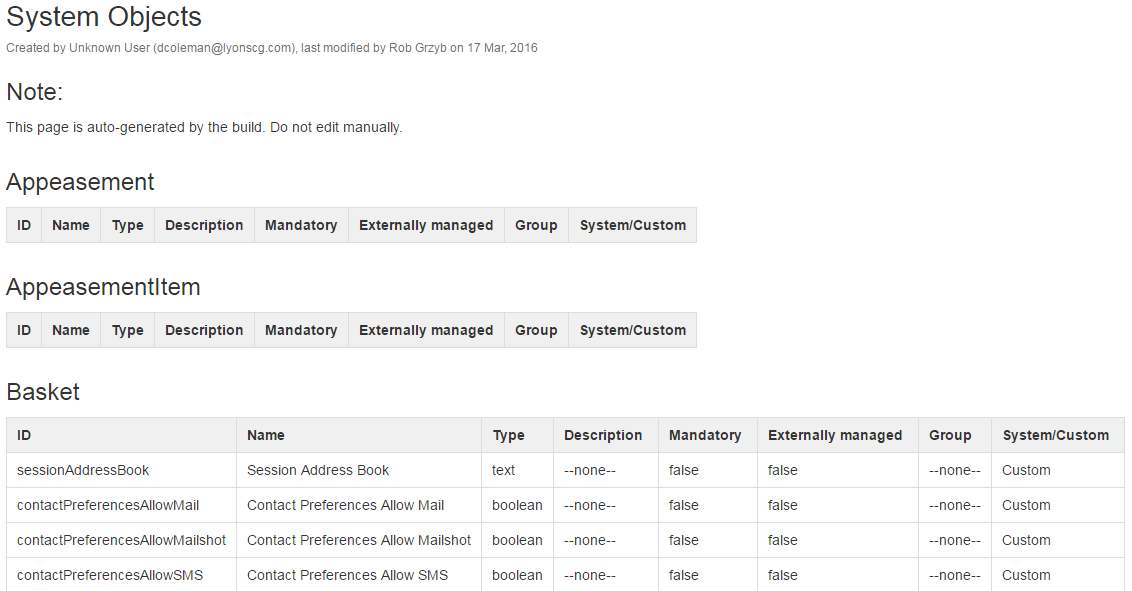 System Objects
Created by Unknown User (dcoleman@lyonscg.com), last modified by Rob Grzyb on 17 Mar, 2016
Note:
This page is auto-generated by the build. Do not edit manually.
Appeasement
ID Name Type Description Mandatory Externally managed Group System/Custom
AppeasementItem
ID Name Type Description Mandatory Externally managed Group System/Custom
Basket
ID Name Type Description Mandatory Externally managed Group System/Custom
sessionAddressBook Session Address Book text --none-- false false --none-- Custom
contactPreferencesAllowMail Contact Preferences Allow Mail boolean --none-- false false --none-- Custom
contactPreferencesAllowMailshot Contact Preferences Allow Mailshot boolean --none-- false false --none-- Custom
contactPreferencesAllowSMS Contact Preferences Allow SMS boolean --none-- false false --none-- Custom